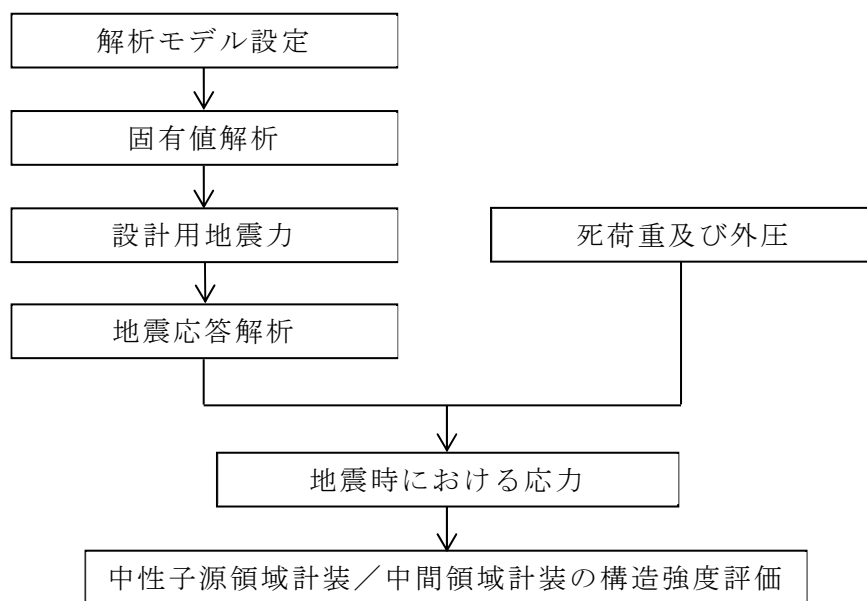 解析モデル設定
固有値解析
設計用地震力
死荷重及び外圧
地震応答解析
地震時における応力
中性子源領域計装／中間領域計装の構造強度評価